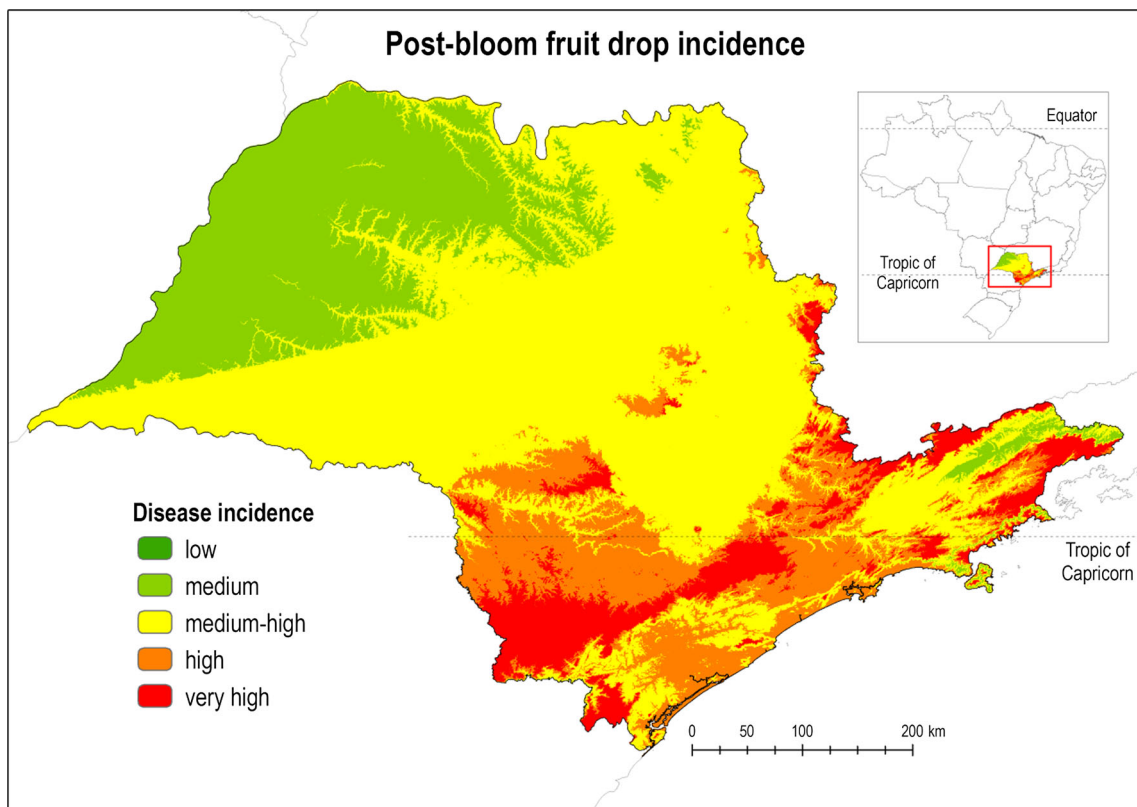 Post-bloom fruit drop incidence
Equator
Tropic of
Capricorn
Disease incidence
low
medium
medium-high
high
very high
Tropic of
Capricorn
0 50 100 200 km